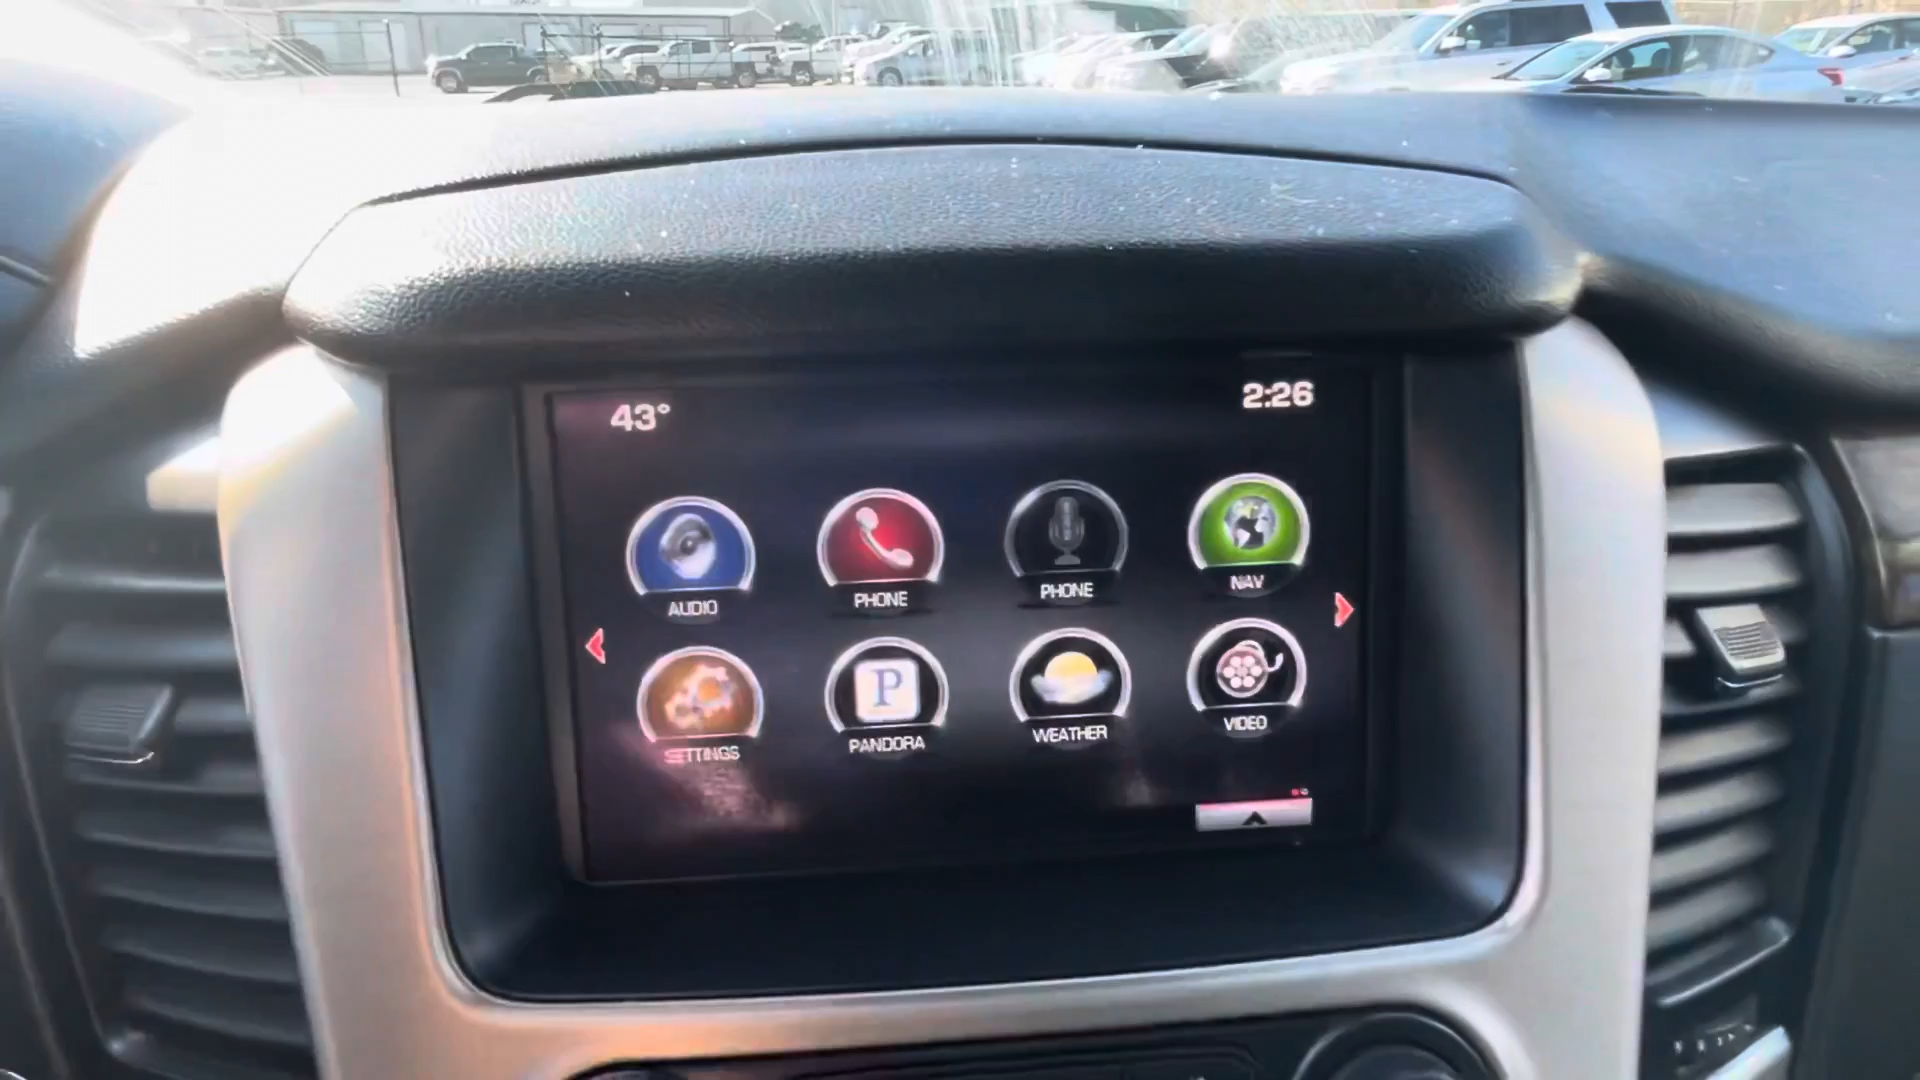 43°
2:26
AUDIO
PHONE
PHONE
NAV
SETTINGS
P
PANDORA
WEATHER
VIDEO